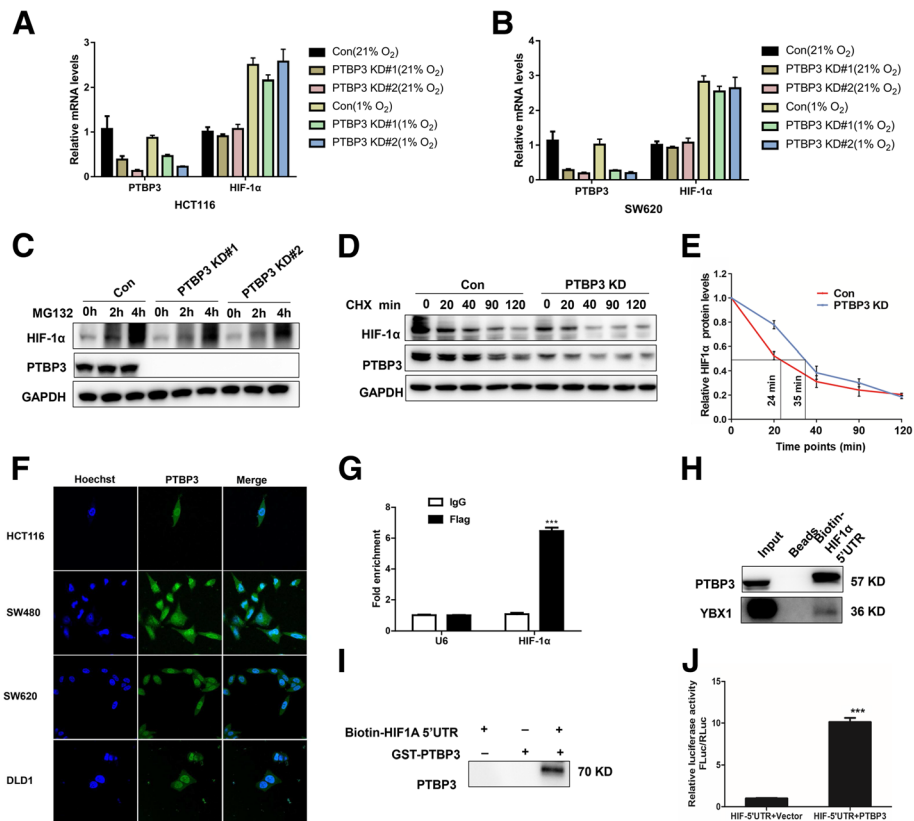 A
Relative mRNA levels
3
2
1
0
PTBP3
HIF-1α
HCT116
Con(21% O2)
PTBP3 KD#1(21% O2)
PTBP3 KD#2(21% O2)
Con(1% O2)
PTBP3 KD#1(1% O2)
PTBP3 KD#2(1% O2)
B
Relative mRNA levels
4
3
2
1
0
PTBP3
HIF-1α
SW620
Con(21% O2)
PTBP3 KD#1(21% O2)
PTBP3 KD#2(21% O2)
Con(1% O2)
PTBP3 KD#1(1% O2)
PTBP3 KD#2(1% O2)
C
Con
PTBP3 KD#1
PTBP3 KD#2
MG132 0h 2h 4h 0h 2h 4h 0h 2h 4h
HIF-1α
PTBP3
GAPDH
D
Con PTBP3 KD
CHX min 0 20 40 90 120 0 20 40 90 120
HIF-1α
PTBP3
GAPDH
E
Relative HIF1α protein levels
1.2
1.0
0.8
0.6
0.4
0.2
0
24 min
35 min
0 20 40 90 120
Time points (min)
Con
PTBP3 KD
F
Hoechst PTBP3 Merge
HCT116
SW480
SW620
DLD1
G
Fold enrichment
8
6
4
2
0
U6
HIF-1α
IgG
Flag
***
H
Input
Beads
Biotin-
HIF1α
5'UTR
PTBP3 57 KD
YBX1 36 KD
I
Biotin-HIF1A 5'UTR + – +
GST-PTBP3 – + +
PTBP3 70 KD
J
Relative luciferase activity
FLuc/RLuc
15
10
5
0
***
HIF-5'UTR+Vector
HIF-5'UTR+PTBP3